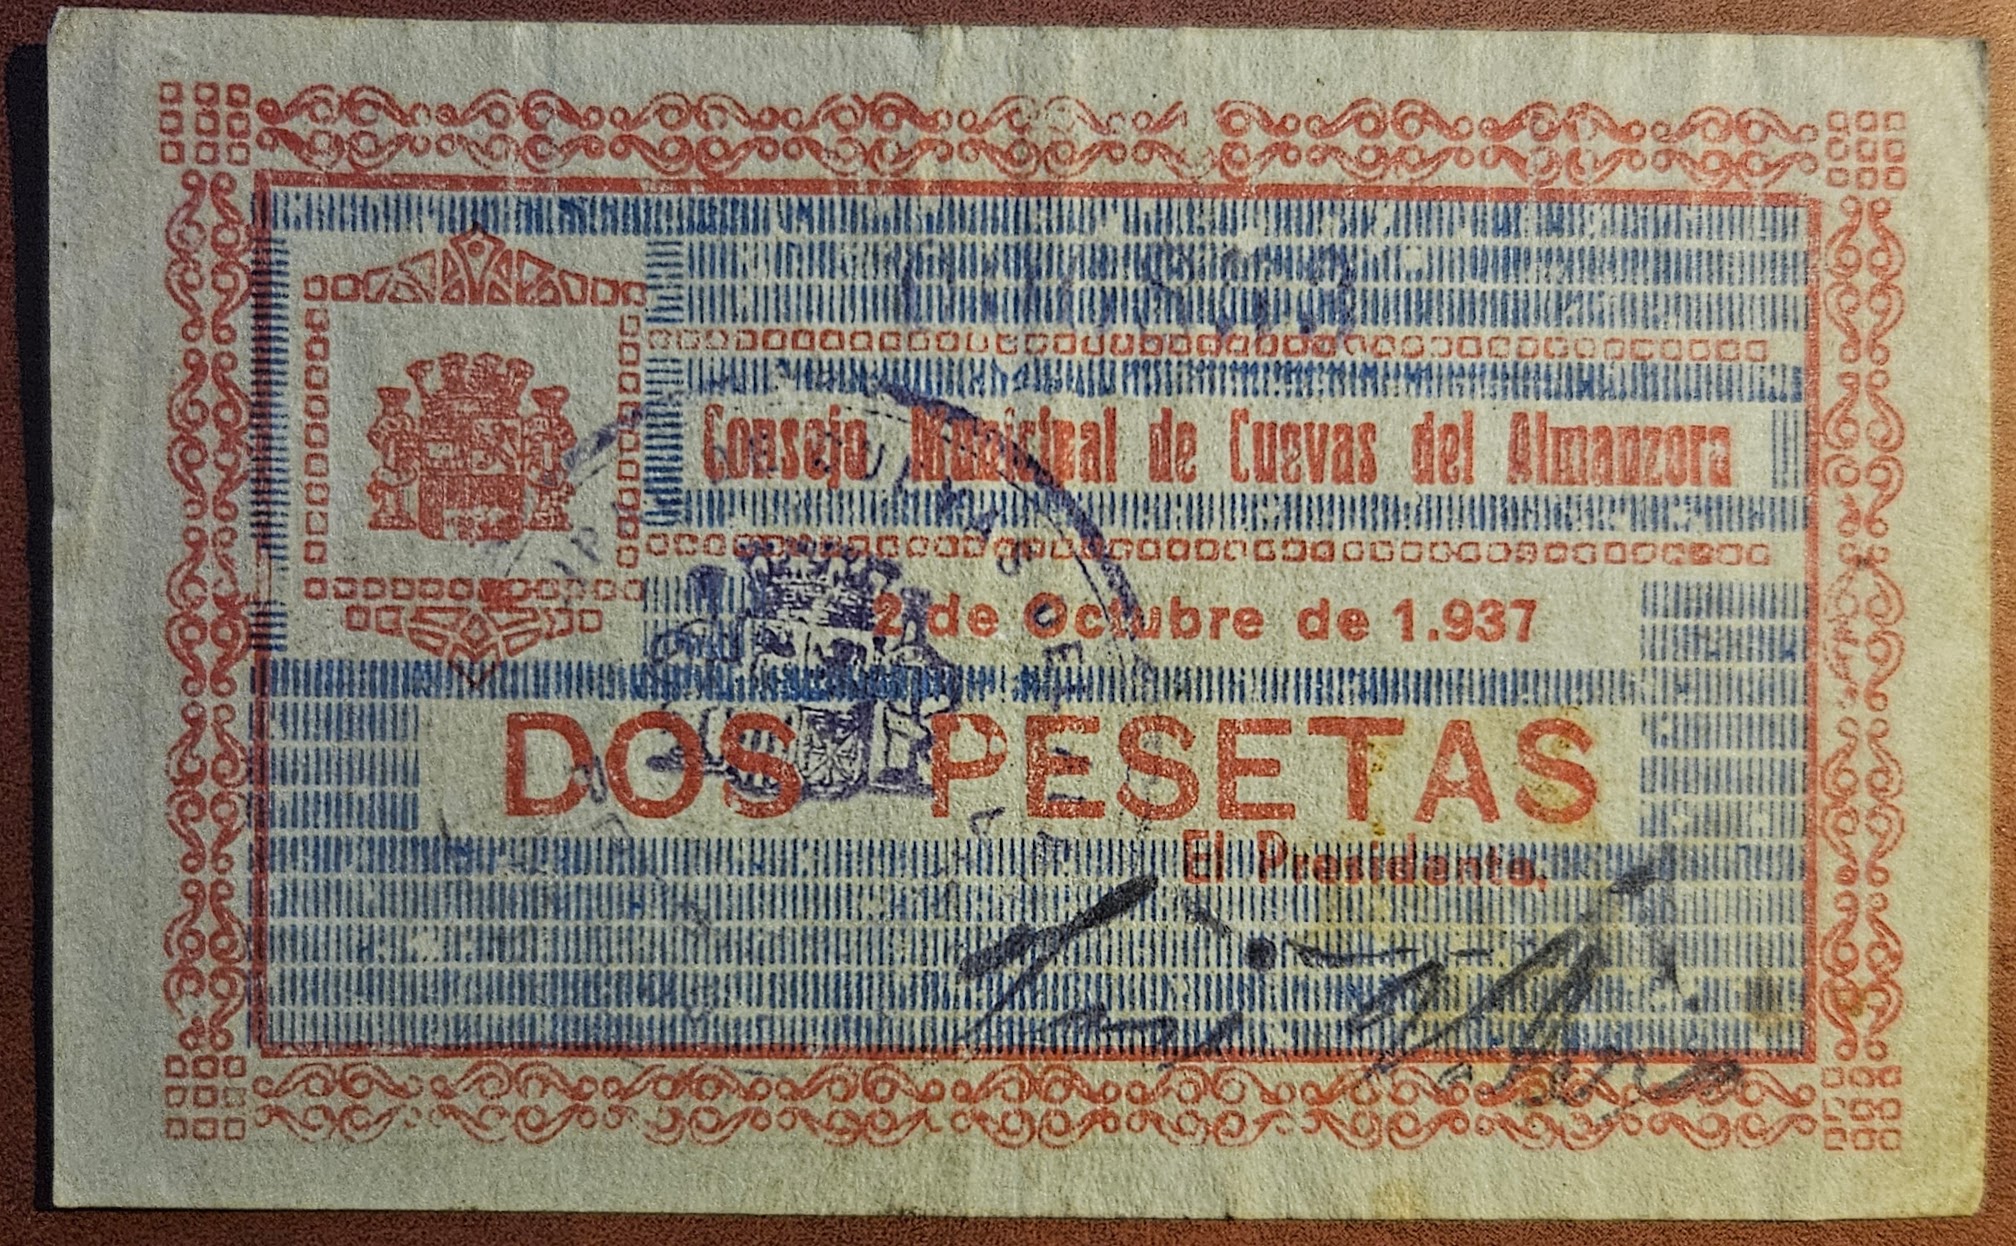 Consejo Municipal de Cuevas del Almanzora
2 de Octubre de 1.937
DOS PESETAS
El Presidente,